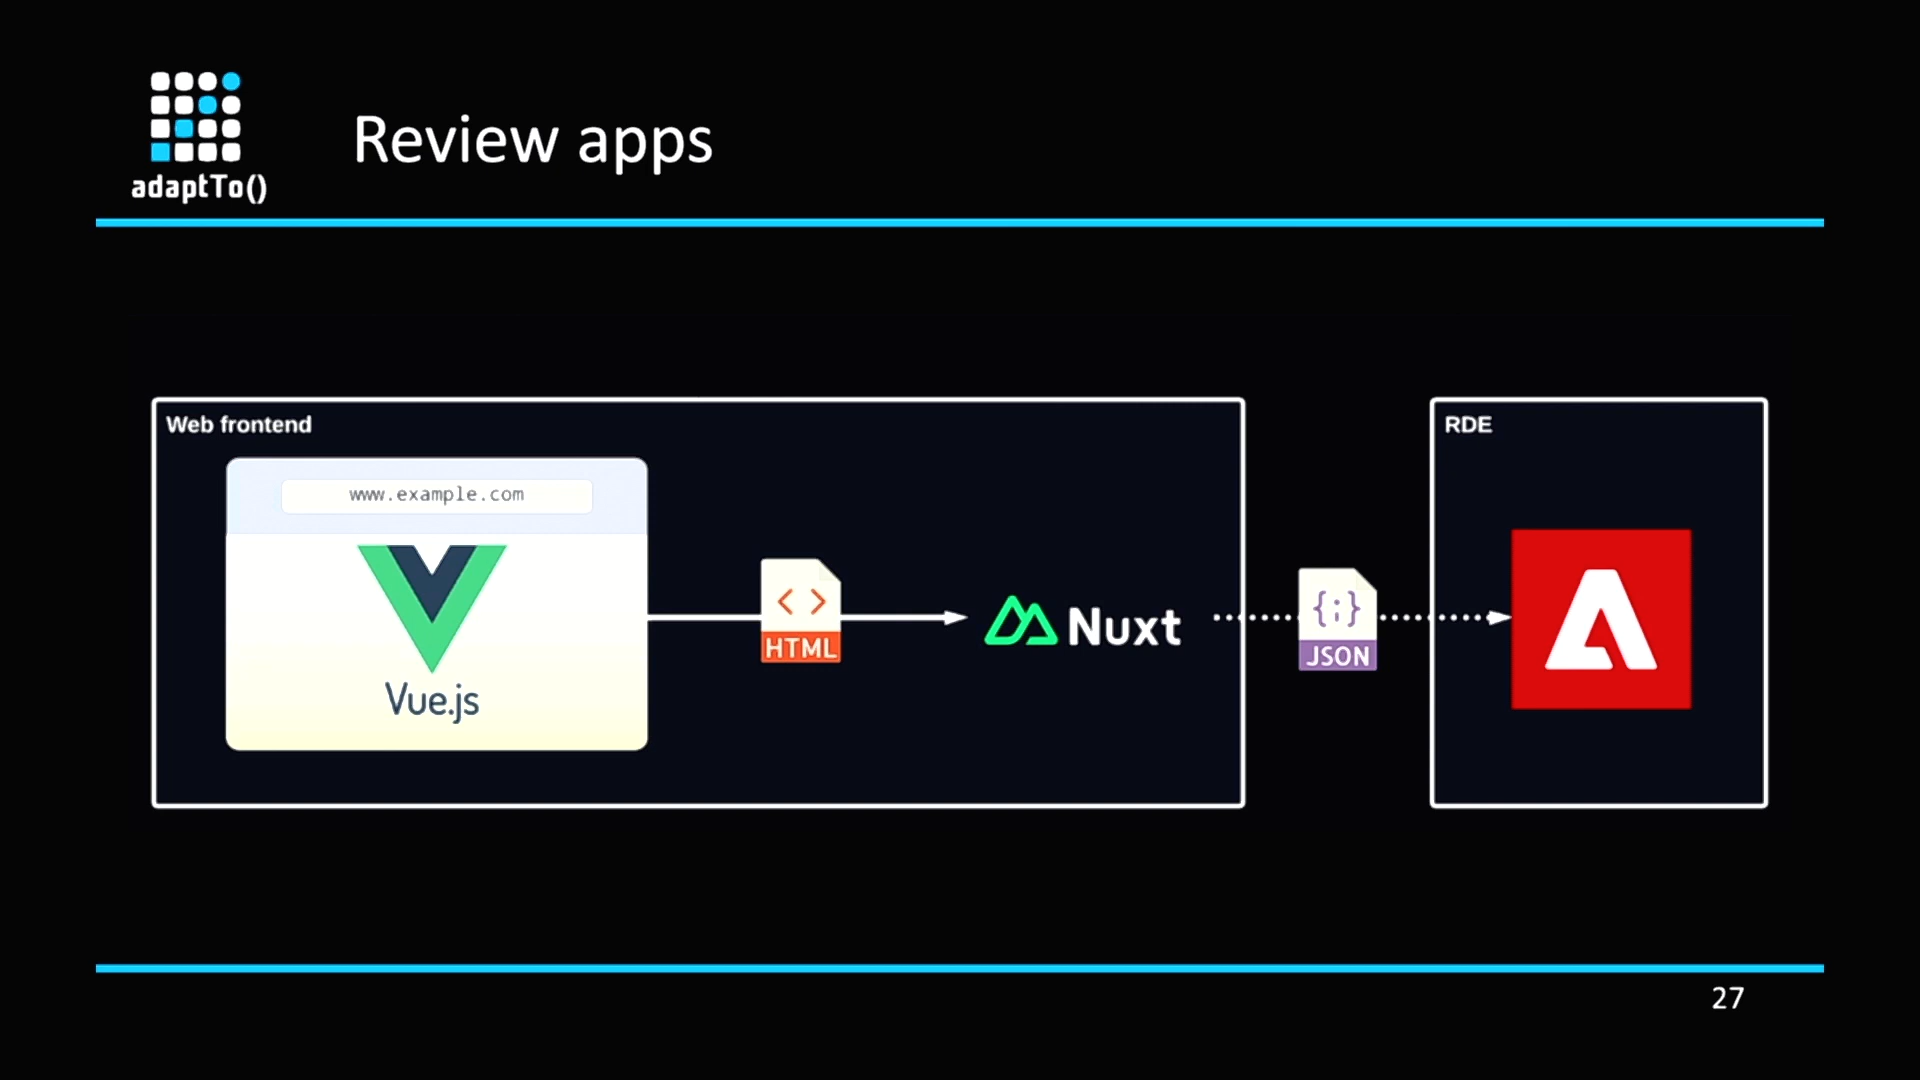 adaptTo()
Review apps
Web frontend
www.example.com
Vue.js
HTML
Nuxt
JSON
RDE
27